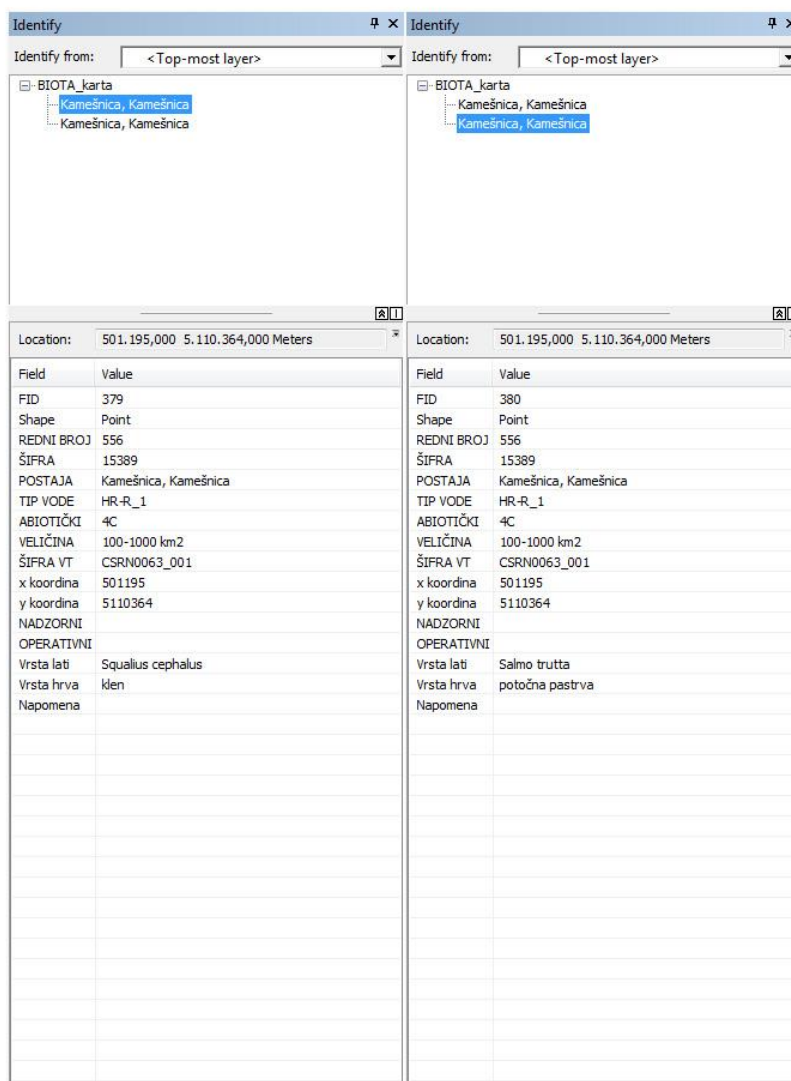 Identify
Identify from: <Top-most layer>
BIOTA_karta
Kamešnica, Kamešnica
Kamešnica, Kamešnica
Location: 501.195,000 5.110.364,000 Meters
Field Value
FID 379
Shape Point
REDNI BROJ 556
ŠIFRA 15389
POSTAJA Kamešnica, Kamešnica
TIP VODE HR-R_1
ABIOTIČKI 4C
VELIČINA 100-1000 km2
ŠIFRA VT CSRN0063_001
x koordina 501195
y koordina 5110364
NADZORNI
OPERATIVNI
Vrsta lati Squalius cephalus
Vrsta hrva klen
Napomena
Identify
Identify from: <Top-most layer>
BIOTA_karta
Kamešnica, Kamešnica
Kamešnica, Kamešnica
Location: 501.195,000 5.110.364,000 Meters
Field Value
FID 380
Shape Point
REDNI BROJ 556
ŠIFRA 15389
POSTAJA Kamešnica, Kamešnica
TIP VODE HR-R_1
ABIOTIČKI 4C
VELIČINA 100-1000 km2
ŠIFRA VT CSRN0063_001
x koordina 501195
y koordina 5110364
NADZORNI
OPERATIVNI
Vrsta lati Salmo trutta
Vrsta hrva potočna pastrva
Napomena